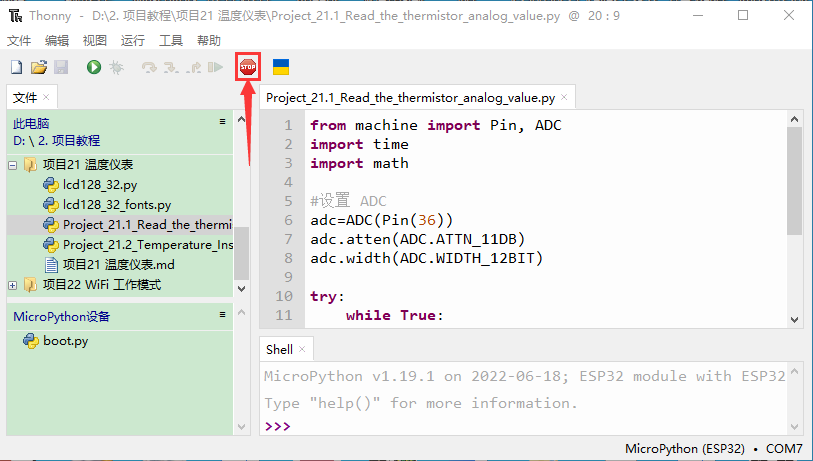 Thonny - D:\2. 项目教程\项目21 温度仪表\Project_21.1_Read_the_thermistor_analog_value.py @ 20 : 9
文件 编辑 视图 运行 工具 帮助
STOP
文件
此电脑
D: \ 2. 项目教程
项目21 温度仪表
lcd128_32.py
lcd128_32_fonts.py
Project_21.1_Read_the_thermi
Project_21.2_Temperature_Ins
项目21 温度仪表.md
项目22 WiFi 工作模式
MicroPython设备
boot.py
Project_21.1_Read_the_thermistor_analog_value.py
1 from machine import Pin, ADC
2 import time
3 import math
4
5 #设置 ADC
6 adc=ADC(Pin(36))
7 adc.atten(ADC.ATTN_11DB)
8 adc.width(ADC.WIDTH_12BIT)
9
10 try:
11 while True:
Shell
MicroPython v1.19.1 on 2022-06-18; ESP32 module with ESP32
Type "help()" for more information.
>>>
MicroPython (ESP32) • COM7